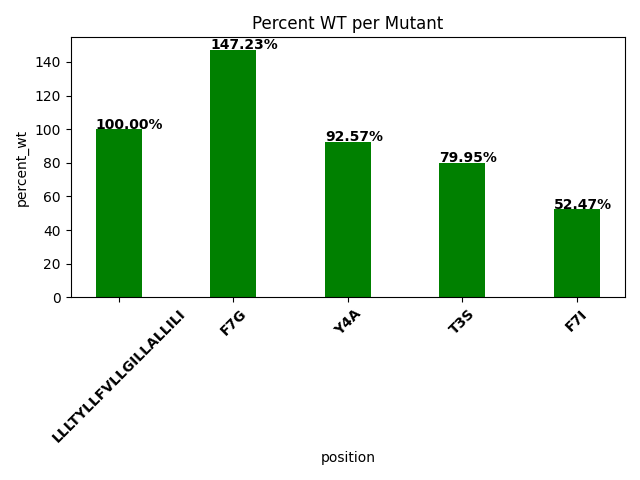 Percent WT per Mutant
percent_wt
140
120
100
80
60
40
20
0
100.00%
147.23%
92.57%
79.95%
52.47%
LLLTYLLFVLLGILLALLILI
F7G
Y4A
T3S
F7I
position